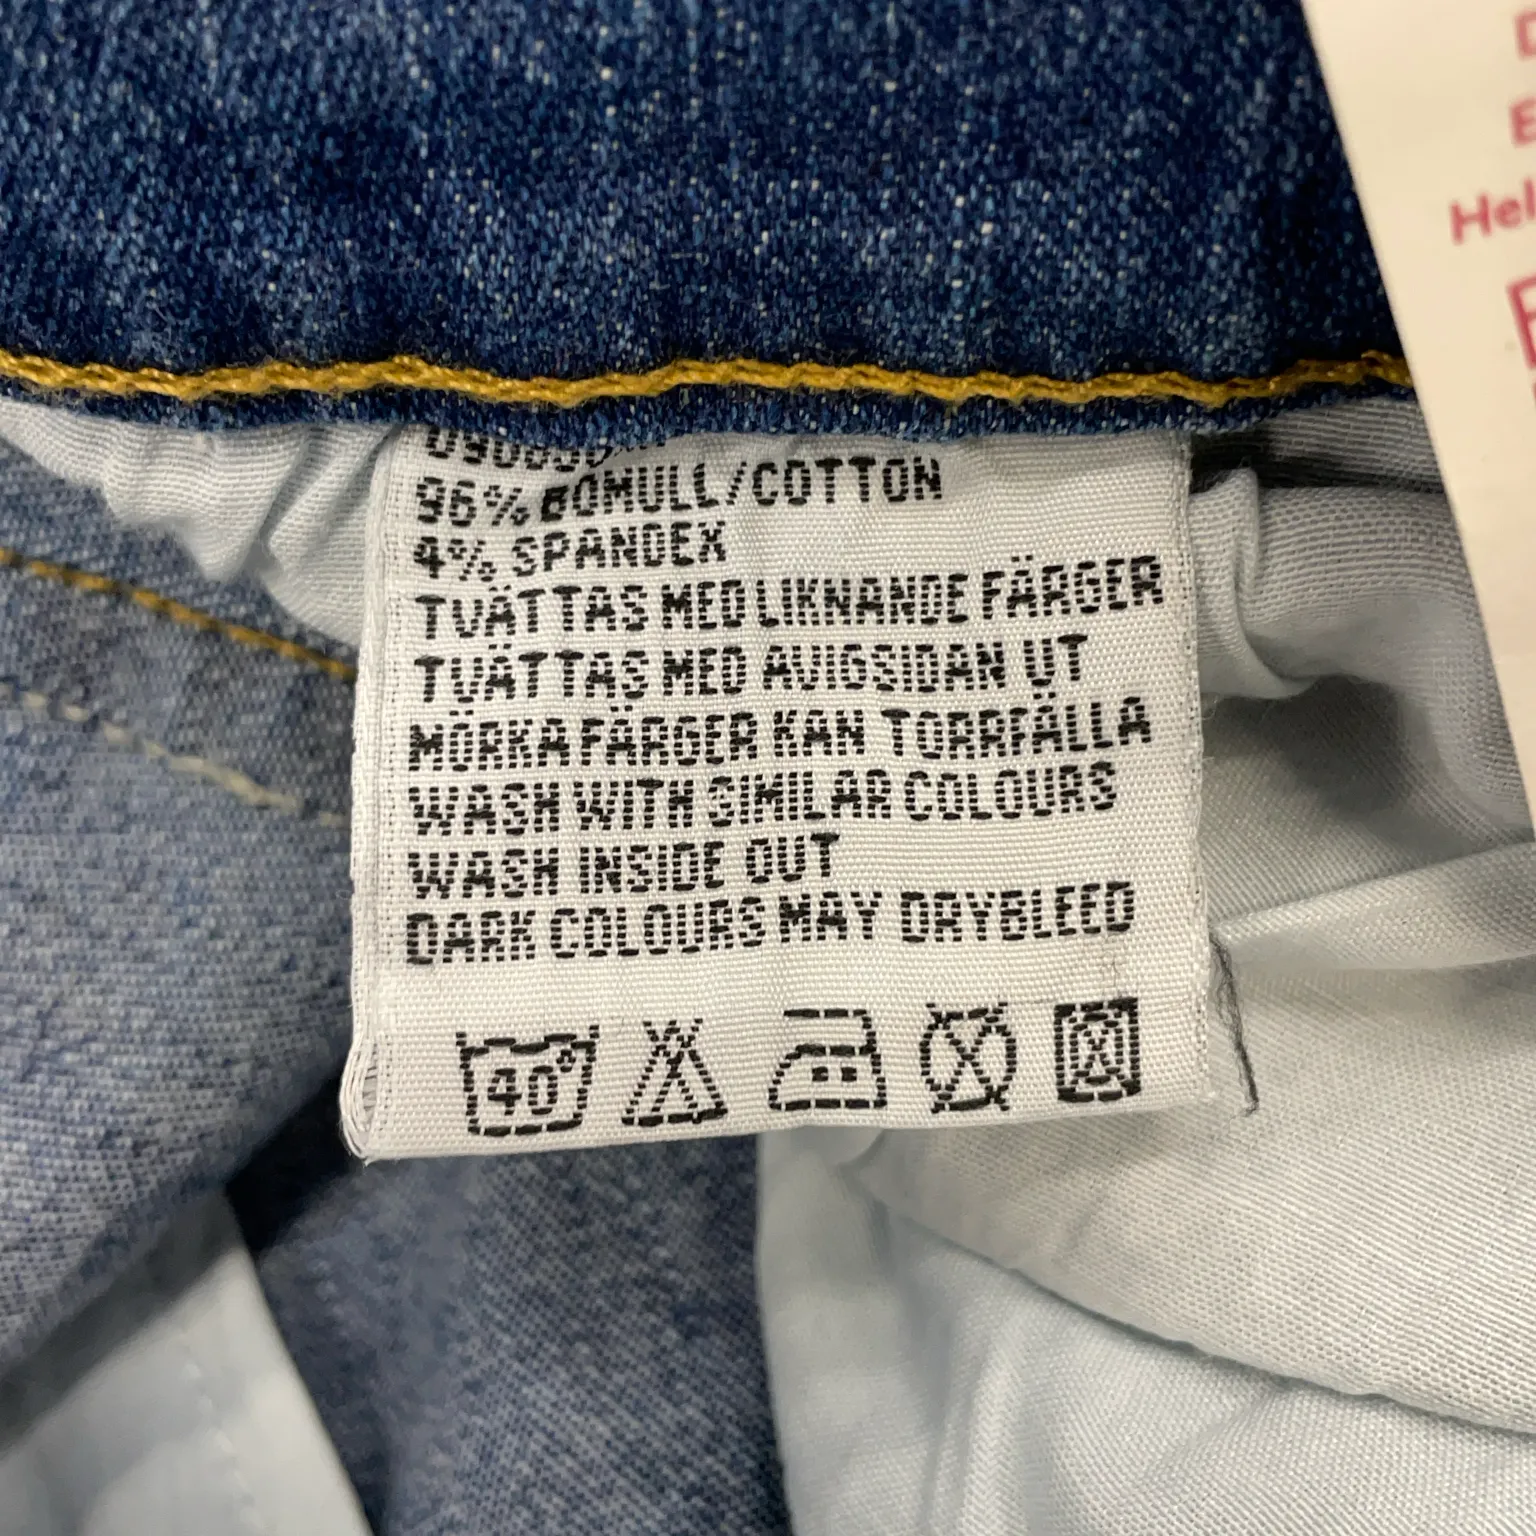 96% BOMULL/COTTON
4% SPANDEX
TVÄTTAS MED LIKNANDE FÄRGER
TVÄTTAS MED AVIGSIDAN UT
MÖRKA FÄRGER KAN TORRFÄLLA
WASH WITH SIMILAR COLOURS
WASH INSIDE OUT
DARK COLOURS MAY DRYBLEED
40°